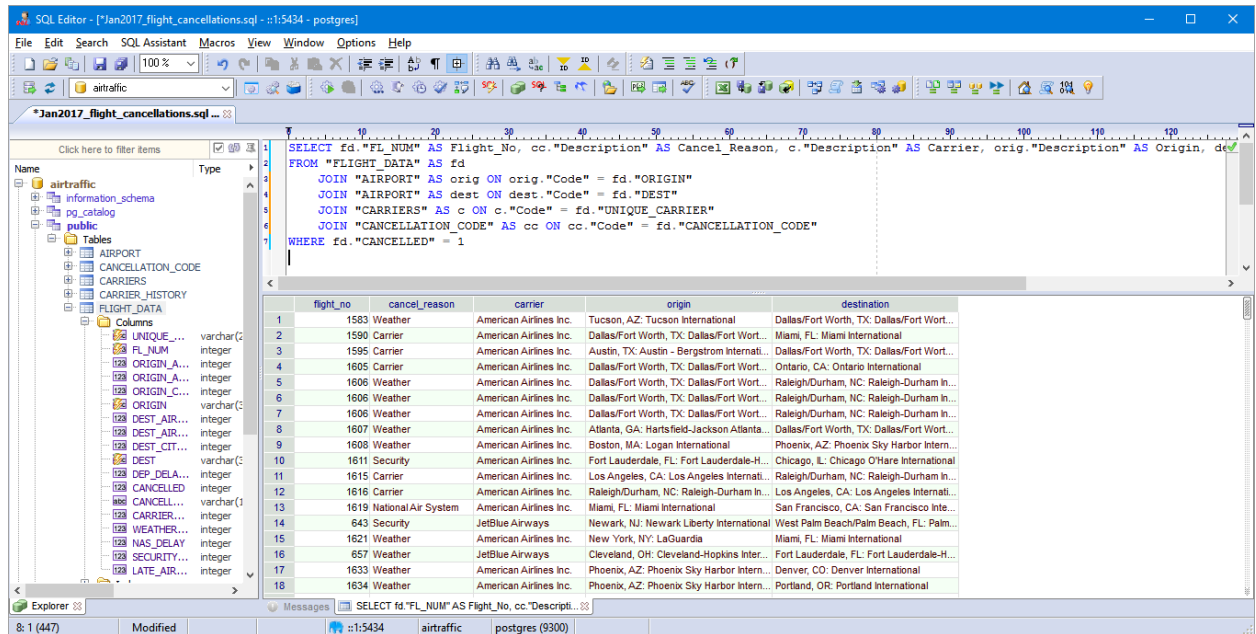 SQL Editor - [*Jan2017_flight_cancellations.sql - ::1:5434 - postgres]
File Edit Search SQL Assistant Macros View Window Options Help
100 %
airtraffic
*Jan2017_flight_cancellations.sql ...
Click here to filter items
Name Type
airtraffic
information_schema
pg_catalog
public
Tables
AIRPORT
CANCELLATION_CODE
CARRIERS
CARRIER_HISTORY
FLIGHT_DATA
Columns
UNIQUE_... varchar(2
FL_NUM integer
ORIGIN_A... integer
ORIGIN_A... integer
ORIGIN_C... integer
ORIGIN varchar(3
DEST_AIR... integer
DEST_AIR... integer
DEST_CIT... integer
DEST varchar(3
DEP_DELA... integer
CANCELLED integer
CANCELL... varchar(1
CARRIER... integer
WEATHER... integer
NAS_DELAY integer
SECURITY... integer
LATE_AIR... integer
Explorer
10 20 30 40 50 60 70 80 90 100 110 120
1 SELECT fd."FL_NUM" AS Flight_No, cc."Description" AS Cancel_Reason, c."Description" AS Carrier, orig."Description" AS Origin, de
2 FROM "FLIGHT_DATA" AS fd
3 JOIN "AIRPORT" AS orig ON orig."Code" = fd."ORIGIN"
4 JOIN "AIRPORT" AS dest ON dest."Code" = fd."DEST"
5 JOIN "CARRIERS" AS c ON c."Code" = fd."UNIQUE_CARRIER"
6 JOIN "CANCELLATION_CODE" AS cc ON cc."Code" = fd."CANCELLATION_CODE"
7 WHERE fd."CANCELLED" = 1
flight_no cancel_reason carrier origin destination
1 1583 Weather American Airlines Inc. Tucson, AZ: Tucson International Dallas/Fort Worth, TX: Dallas/Fort Wort...
2 1590 Carrier American Airlines Inc. Dallas/Fort Worth, TX: Dallas/Fort Wort... Miami, FL: Miami International
3 1595 Carrier American Airlines Inc. Austin, TX: Austin - Bergstrom Internati... Dallas/Fort Worth, TX: Dallas/Fort Wort...
4 1605 Carrier American Airlines Inc. Dallas/Fort Worth, TX: Dallas/Fort Wort... Ontario, CA: Ontario International
5 1606 Weather American Airlines Inc. Dallas/Fort Worth, TX: Dallas/Fort Wort... Raleigh/Durham, NC: Raleigh-Durham In...
6 1606 Weather American Airlines Inc. Dallas/Fort Worth, TX: Dallas/Fort Wort... Raleigh/Durham, NC: Raleigh-Durham In...
7 1606 Weather American Airlines Inc. Dallas/Fort Worth, TX: Dallas/Fort Wort... Raleigh/Durham, NC: Raleigh-Durham In...
8 1607 Weather American Airlines Inc. Atlanta, GA: Hartsfield-Jackson Atlanta... Dallas/Fort Worth, TX: Dallas/Fort Wort...
9 1608 Weather American Airlines Inc. Boston, MA: Logan International Phoenix, AZ: Phoenix Sky Harbor Intern...
10 1611 Security American Airlines Inc. Fort Lauderdale, FL: Fort Lauderdale-H... Chicago, IL: Chicago O'Hare International
11 1615 Carrier American Airlines Inc. Los Angeles, CA: Los Angeles Internati... Raleigh/Durham, NC: Raleigh-Durham In...
12 1616 Carrier American Airlines Inc. Raleigh/Durham, NC: Raleigh-Durham In... Los Angeles, CA: Los Angeles Internati...
13 1619 National Air System American Airlines Inc. Miami, FL: Miami International San Francisco, CA: San Francisco Inte...
14 643 Security JetBlue Airways Newark, NJ: Newark Liberty International West Palm Beach/Palm Beach, FL: Palm...
15 1621 Weather American Airlines Inc. New York, NY: LaGuardia Miami, FL: Miami International
16 657 Weather JetBlue Airways Cleveland, OH: Cleveland-Hopkins Inter... Fort Lauderdale, FL: Fort Lauderdale-H...
17 1633 Weather American Airlines Inc. Phoenix, AZ: Phoenix Sky Harbor Intern... Denver, CO: Denver International
18 1634 Weather American Airlines Inc. Phoenix, AZ: Phoenix Sky Harbor Intern... Portland, OR: Portland International
Messages SELECT fd."FL_NUM" AS Flight_No, cc."Descripti...
8: 1 (447) Modified ::1:5434 airtraffic postgres (9300)